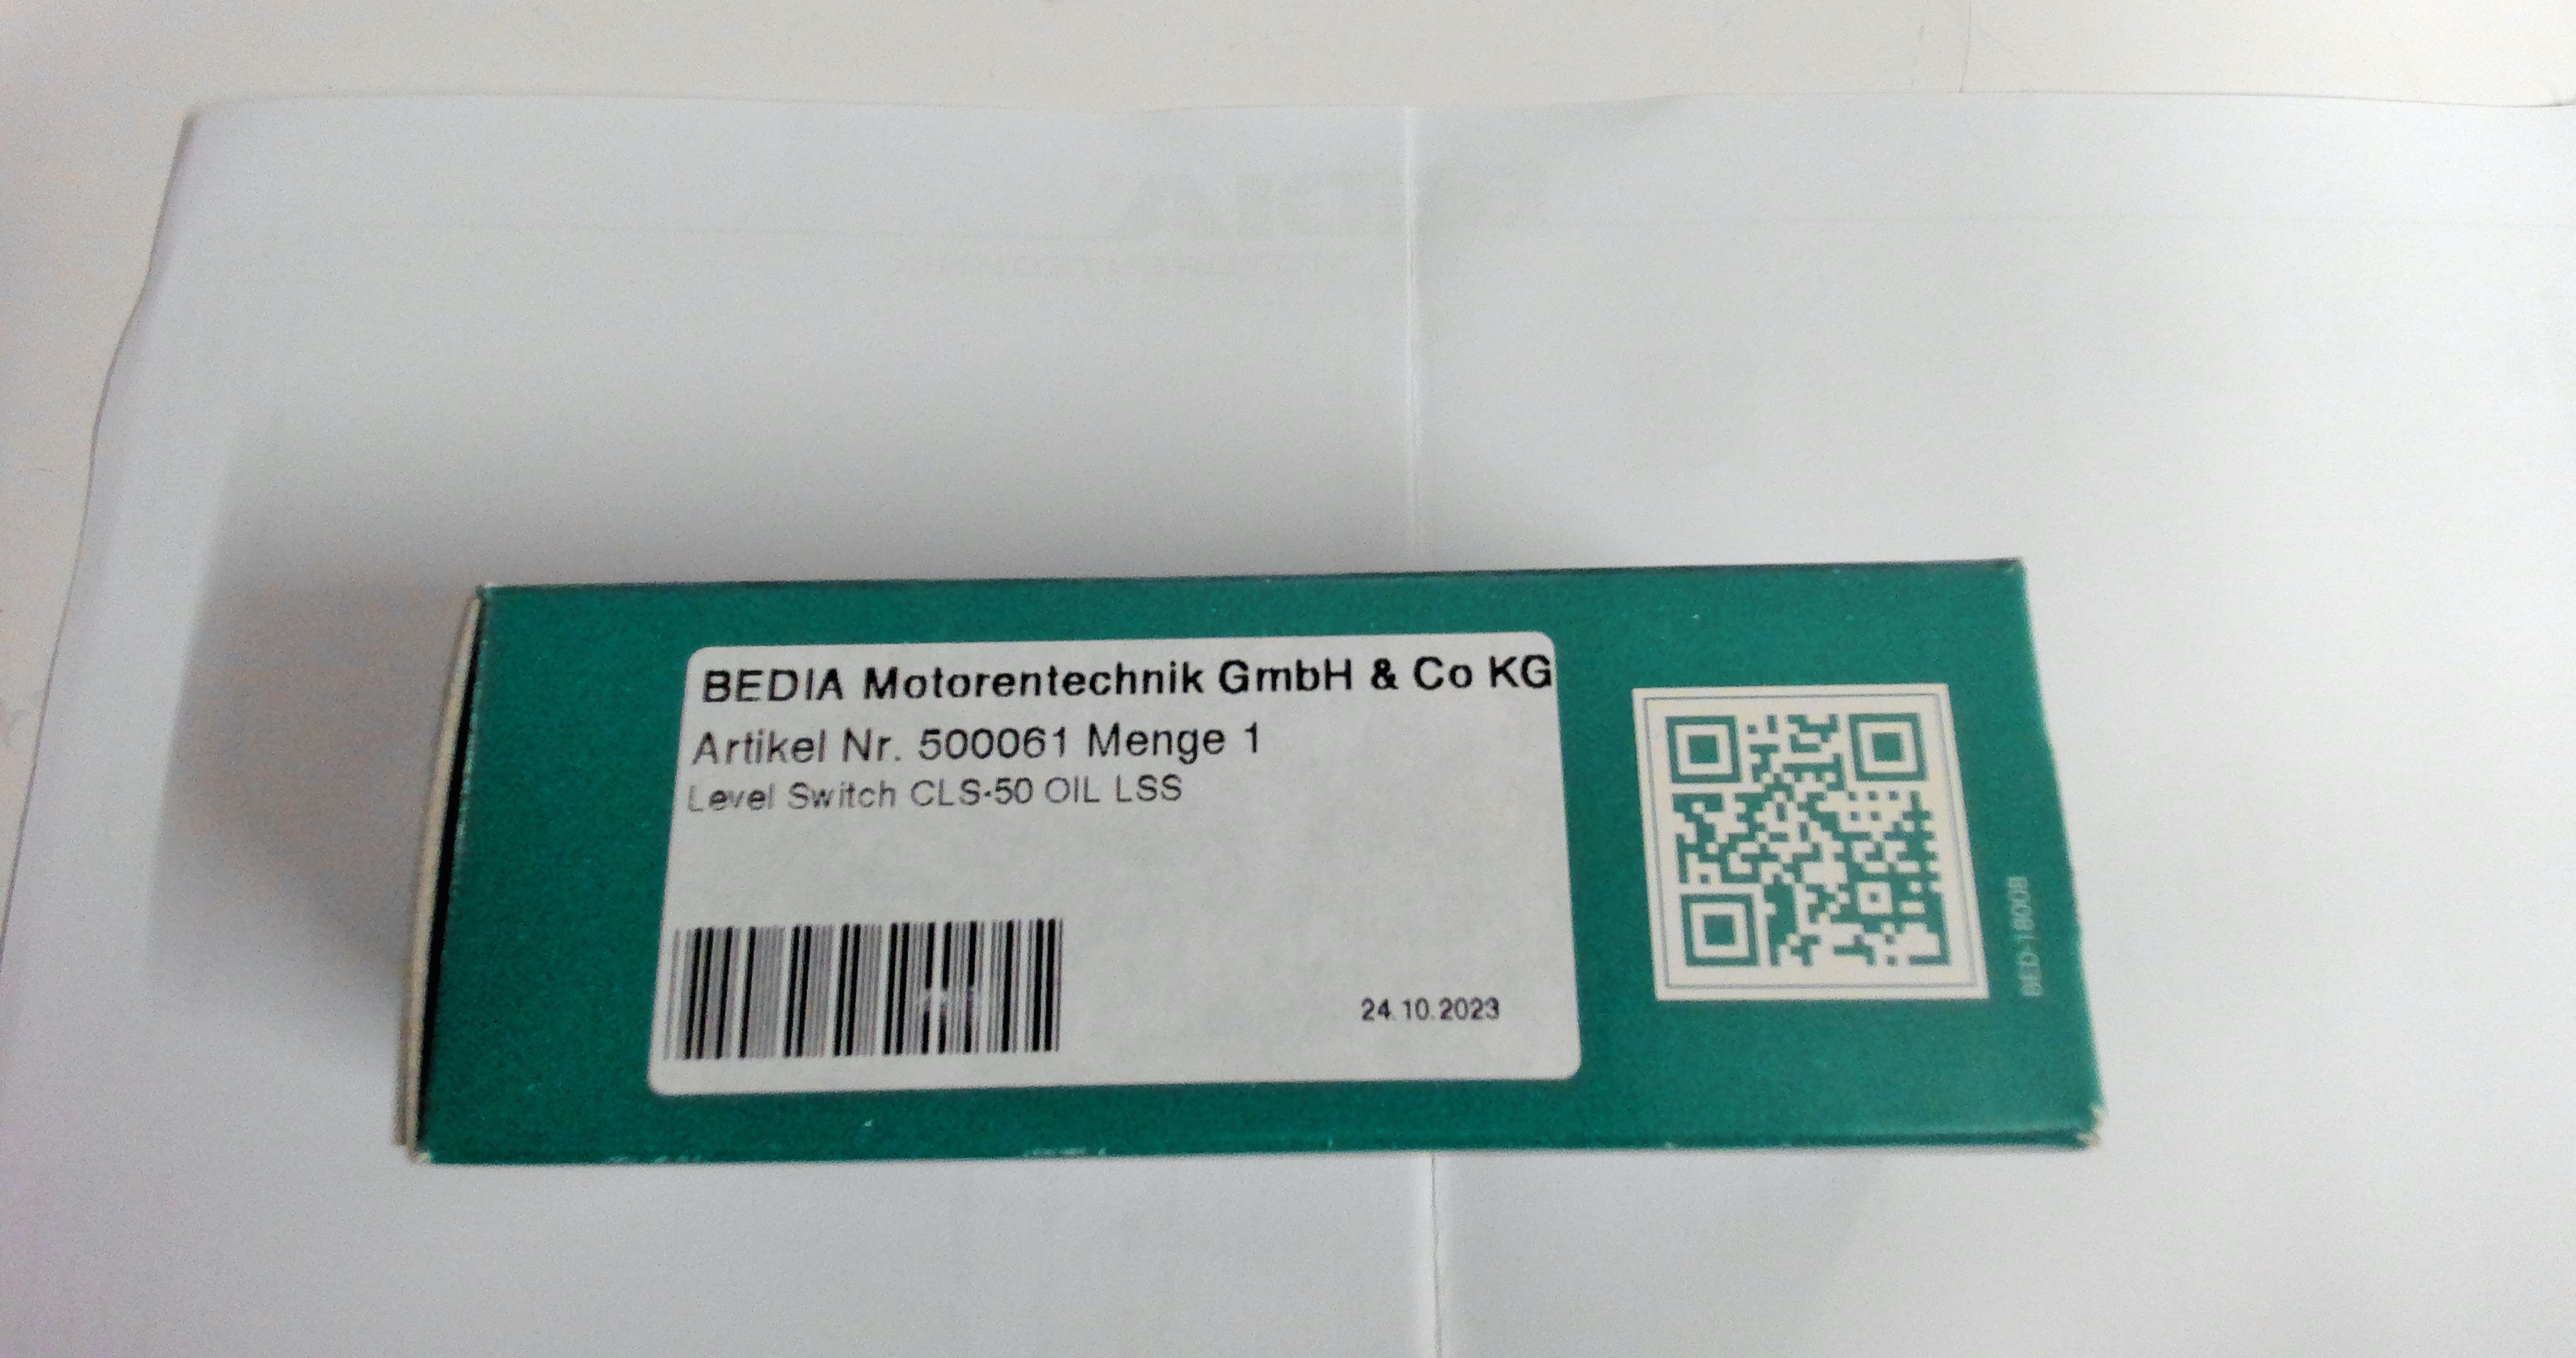 BEDIA Motorentechnik GmbH & Co KG
Artikel Nr. 500061 Menge 1
Level Switch CLS-50 OIL LSS
24.10.2023
BED-18008